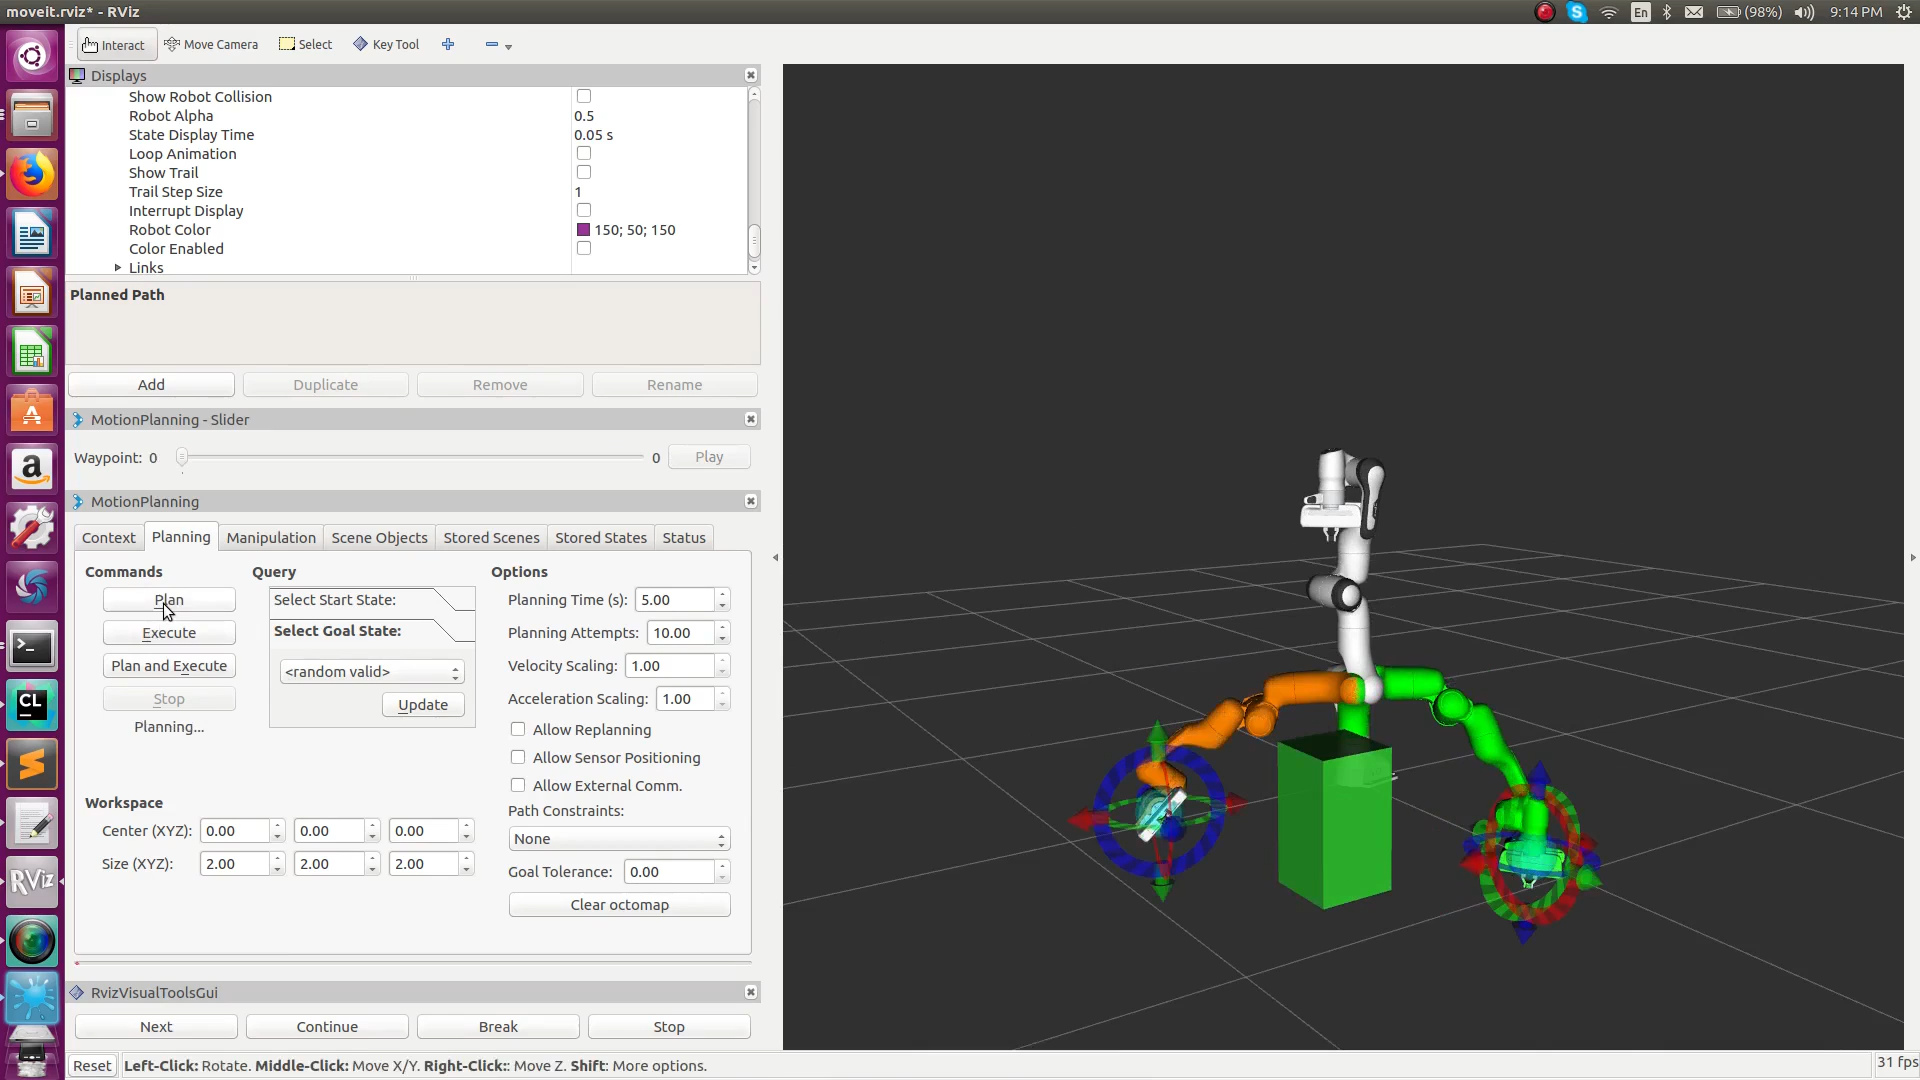 moveit.rviz* - RViz
En
(98%)
9:14 PM
Interact
Move Camera
Select
Key Tool
Displays
Show Robot Collision
Robot Alpha 0.5
State Display Time 0.05 s
Loop Animation
Show Trail
Trail Step Size 1
Interrupt Display
Robot Color 150; 50; 150
Color Enabled
Links
Planned Path
Add Duplicate Remove Rename
MotionPlanning - Slider
Waypoint: 0 0 Play
MotionPlanning
Context Planning Manipulation Scene Objects Stored Scenes Stored States Status
Commands
Plan
Execute
Plan and Execute
Stop
Planning...
Query
Select Start State:
Select Goal State:
<random valid>
Update
Options
Planning Time (s): 5.00
Planning Attempts: 10.00
Velocity Scaling: 1.00
Acceleration Scaling: 1.00
Allow Replanning
Allow Sensor Positioning
Allow External Comm.
Path Constraints:
None
Goal Tolerance: 0.00
Clear octomap
Workspace
Center (XYZ): 0.00 0.00 0.00
Size (XYZ): 2.00 2.00 2.00
RvizVisualToolsGui
Next Continue Break Stop
Reset
Left-Click: Rotate. Middle-Click: Move X/Y. Right-Click:: Move Z. Shift: More options.
31 fps
a
CL
RViz